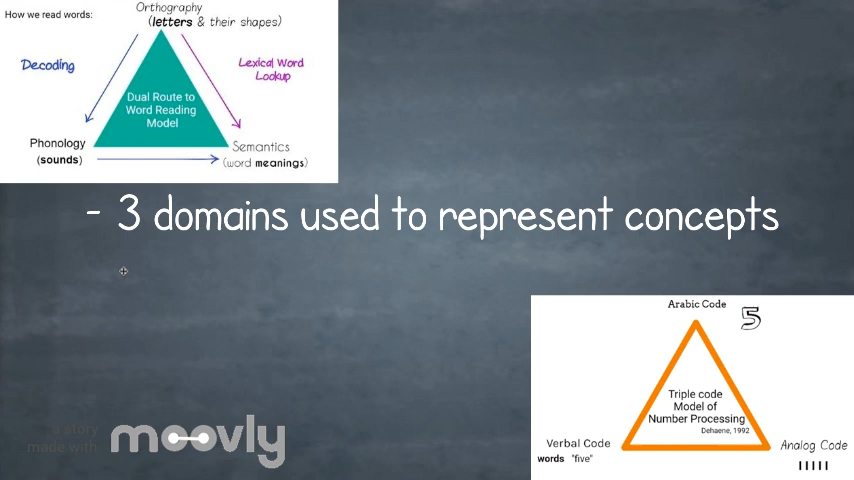 How we read words:
Orthography
(letters & their shapes)
Decoding
Lexical Word
Lookup
Dual Route to
Word Reading
Model
Phonology
(sounds)
Semantics
(word meanings)
- 3 domains used to represent concepts
Arabic Code
5
Triple code
Model of
Number Processing
Dehaene, 1992
Verbal Code
words "five"
Analog Code
a story
made with
moovly